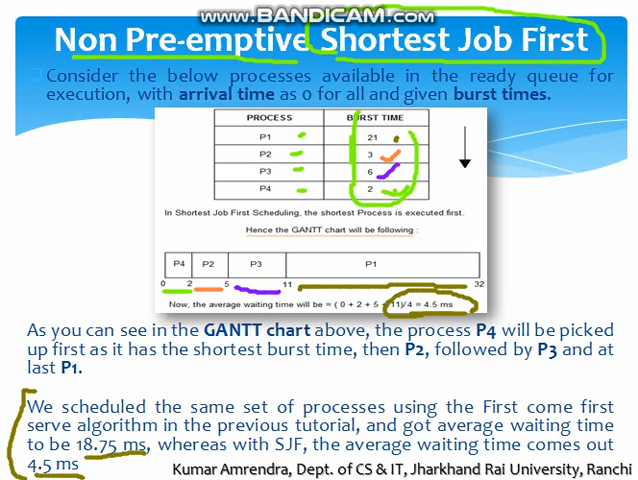 www.BANDICAM.com
Non Pre-emptive Shortest Job First
Consider the below processes available in the ready queue for
execution, with arrival time as 0 for all and given burst times.
PROCESS BURST TIME
P1 21
P2 3
P3 6
P4 2
In Shortest Job First Scheduling, the shortest Process is executed first.
Hence the GANTT chart will be following :
P4 P2 P3 P1
0 2 5 11 32
Now, the average waiting time will be = ( 0 + 2 + 5 + 11)/4 = 4.5 ms
As you can see in the GANTT chart above, the process P4 will be picked
up first as it has the shortest burst time, then P2, followed by P3 and at
last P1.
We scheduled the same set of processes using the First come first
serve algorithm in the previous tutorial, and got average waiting time
to be 18.75 ms, whereas with SJF, the average waiting time comes out
4.5 ms
Kumar Amrendra, Dept. of CS & IT, Jharkhand Rai University, Ranchi